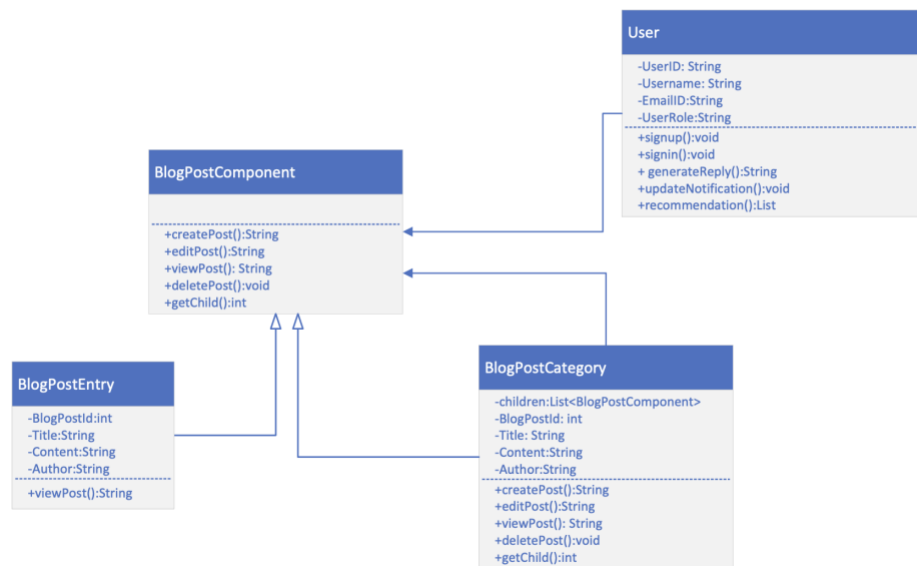 User
-UserID: String
-Username: String
-EmailID:String
-UserRole:String
+signup():void
+signin():void
+ generateReply():String
+updateNotification():void
+recommendation():List
BlogPostComponent
+createPost():String
+editPost():String
+viewPost(): String
+deletePost():void
+getChild():int
BlogPostEntry
-BlogPostId:int
-Title:String
-Content:String
-Author:String
+viewPost():String
BlogPostCategory
-children:List<BlogPostComponent>
-BlogPostId: int
-Title: String
-Content:String
-Author:String
+createPost():String
+editPost():String
+viewPost(): String
+deletePost():void
+getChild():int